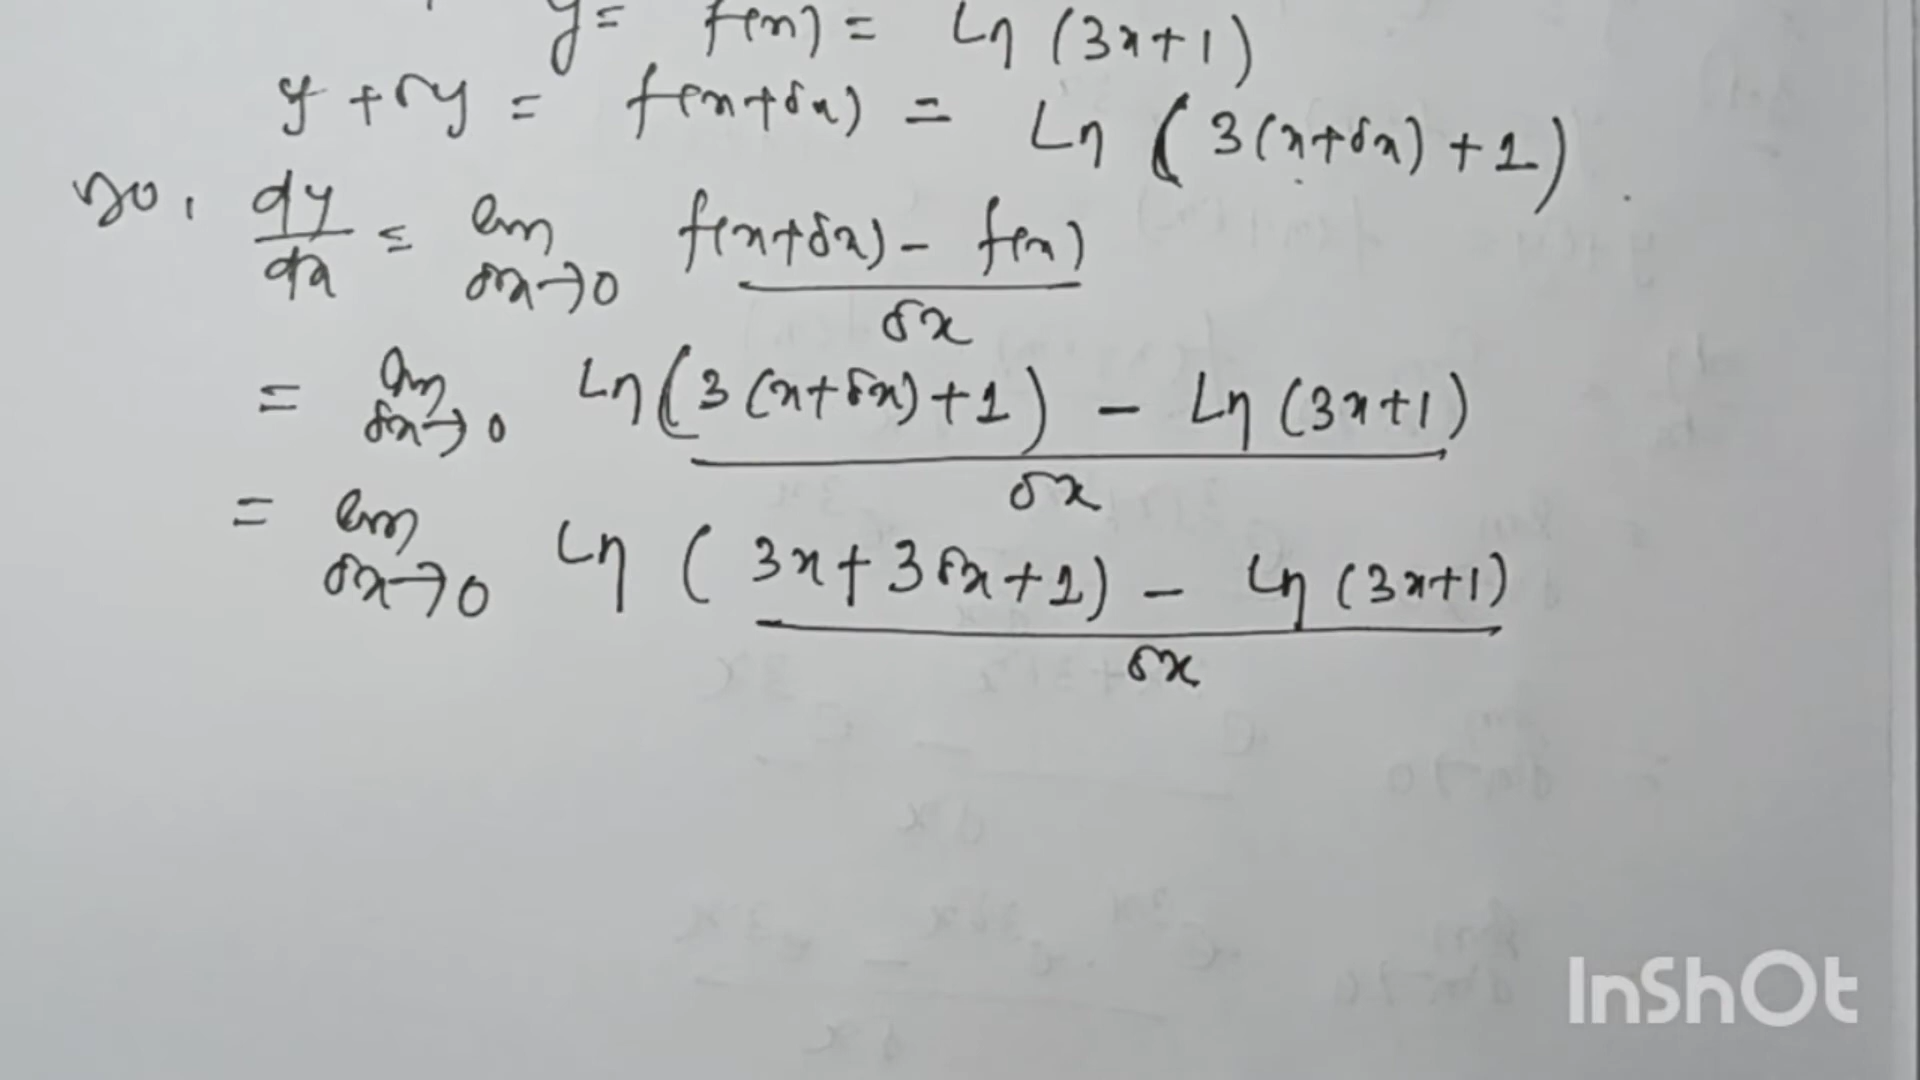 y = f(x) = Ln (3x+1)
y + δy = f(x+δx) = Ln (3(x+δx)+1)
So, dy/dx = lim δx→0 f(x+δx) - f(x) / δx
= lim δx→0 Ln(3(x+δx)+1) - Ln(3x+1) / δx
= lim δx→0 Ln (3x+3δx+1) - Ln (3x+1) / δx
InShOt